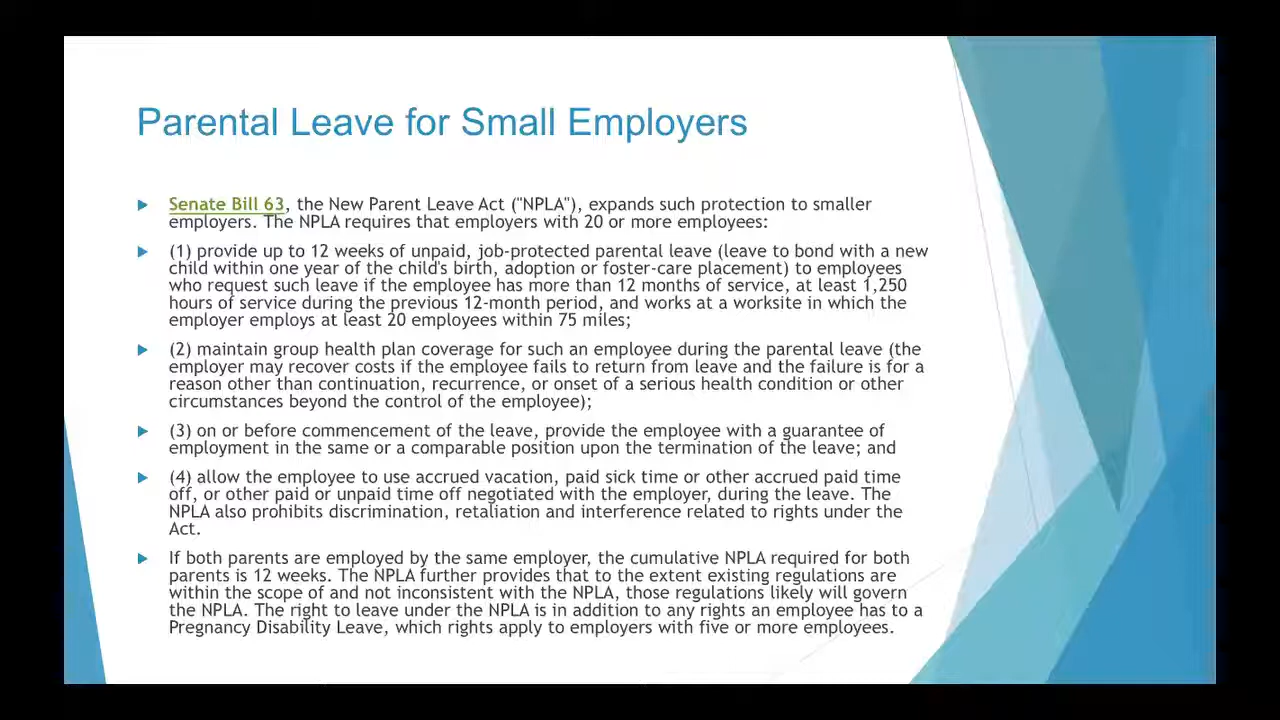 Parental Leave for Small Employers
Senate Bill 63, the New Parent Leave Act ("NPLA"), expands such protection to smaller
employers. The NPLA requires that employers with 20 or more employees:
(1) provide up to 12 weeks of unpaid, job-protected parental leave (leave to bond with a new
child within one year of the child's birth, adoption or foster-care placement) to employees
who request such leave if the employee has more than 12 months of service, at least 1,250
hours of service during the previous 12-month period, and works at a worksite in which the
employer employs at least 20 employees within 75 miles;
(2) maintain group health plan coverage for such an employee during the parental leave (the
employer may recover costs if the employee fails to return from leave and the failure is for a
reason other than continuation, recurrence, or onset of a serious health condition or other
circumstances beyond the control of the employee);
(3) on or before commencement of the leave, provide the employee with a guarantee of
employment in the same or a comparable position upon the termination of the leave; and
(4) allow the employee to use accrued vacation, paid sick time or other accrued paid time
off, or other paid or unpaid time off negotiated with the employer, during the leave. The
NPLA also prohibits discrimination, retaliation and interference related to rights under the
Act.
If both parents are employed by the same employer, the cumulative NPLA required for both
parents is 12 weeks. The NPLA further provides that to the extent existing regulations are
within the scope of and not inconsistent with the NPLA, those regulations likely will govern
the NPLA. The right to leave under the NPLA is in addition to any rights an employee has to a
Pregnancy Disability Leave, which rights apply to employers with five or more employees.